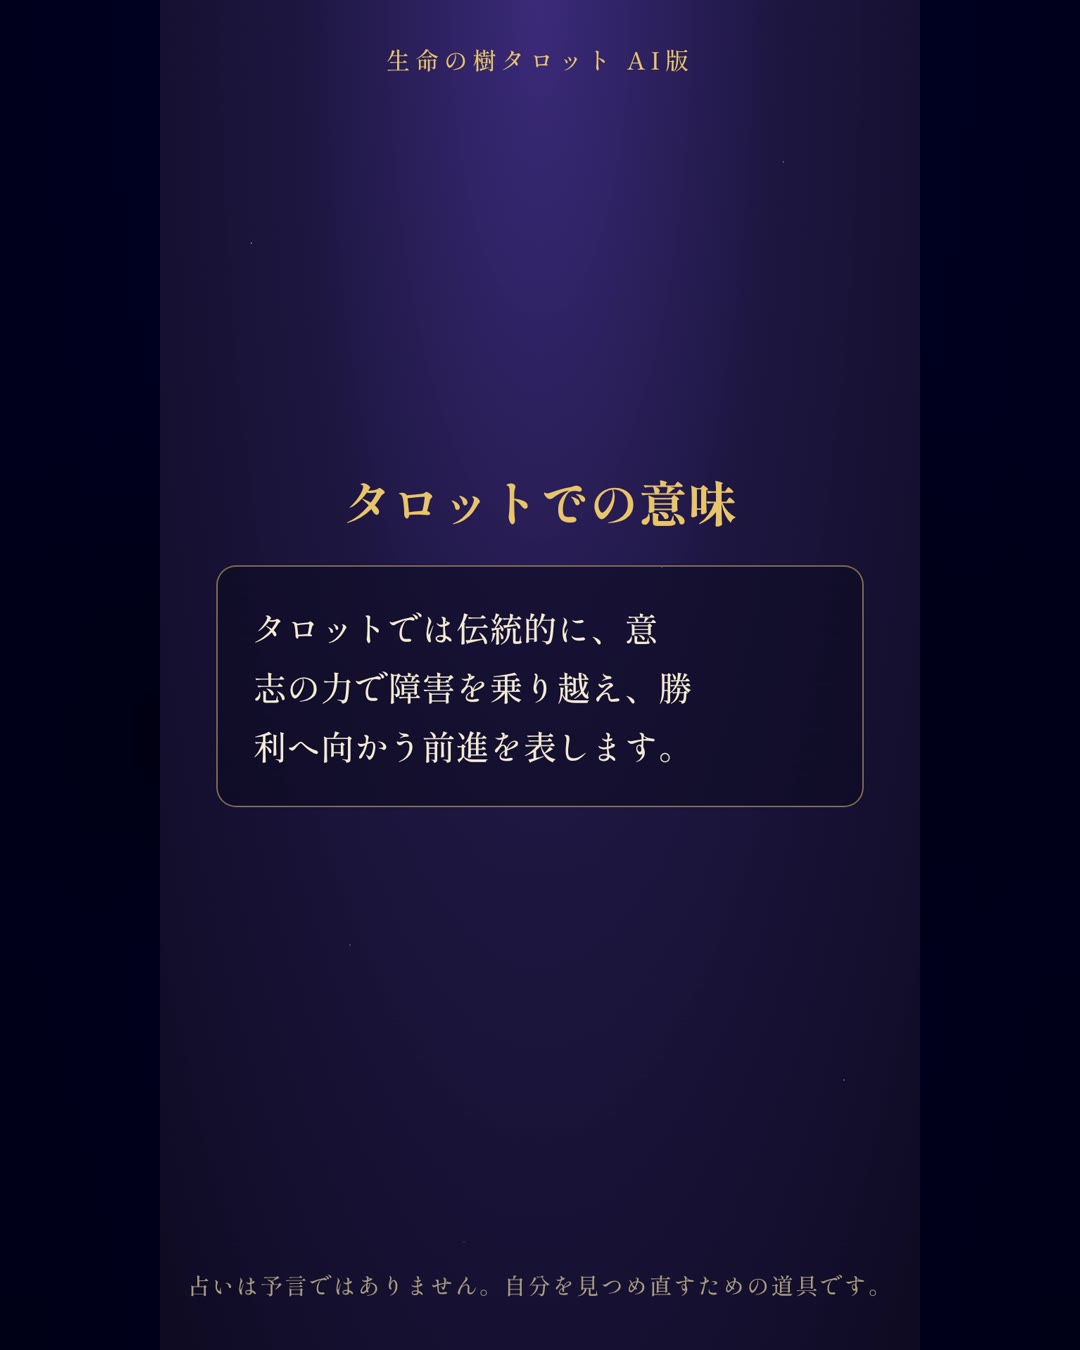 生命の樹タロット AI版
タロットでの意味
タロットでは伝統的に、意
志の力で障害を乗り越え、勝
利へ向かう前進を表します。
占いは予言ではありません。自分を見つめ直すための道具です。